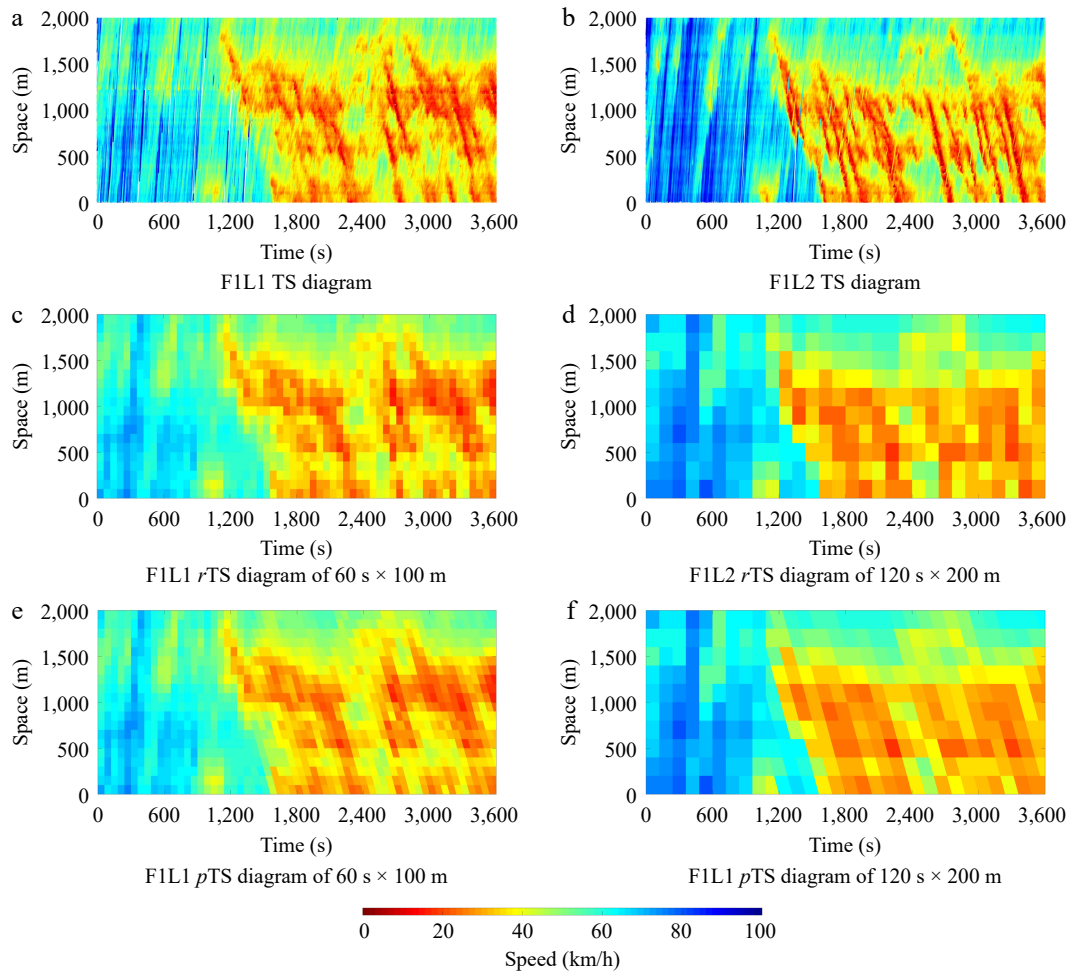 a
b
2,000
1,500
1,000
500
0
Space (m)
0 600 1,200 1,800 2,400 3,000 3,600
Time (s)
F1L1 TS diagram
2,000
1,500
1,000
500
0
Space (m)
0 600 1,200 1,800 2,400 3,000 3,600
Time (s)
F1L2 TS diagram
c
d
2,000
1,500
1,000
500
0
Space (m)
0 600 1,200 1,800 2,400 3,000 3,600
Time (s)
F1L1 rTS diagram of 60 s × 100 m
2,000
1,500
1,000
500
0
Space (m)
0 600 1,200 1,800 2,400 3,000 3,600
Time (s)
F1L2 rTS diagram of 120 s × 200 m
e
f
2,000
1,500
1,000
500
0
Space (m)
0 600 1,200 1,800 2,400 3,000 3,600
Time (s)
F1L1 pTS diagram of 60 s × 100 m
2,000
1,500
1,000
500
0
Space (m)
0 600 1,200 1,800 2,400 3,000 3,600
Time (s)
F1L1 pTS diagram of 120 s × 200 m
0 20 40 60 80 100
Speed (km/h)